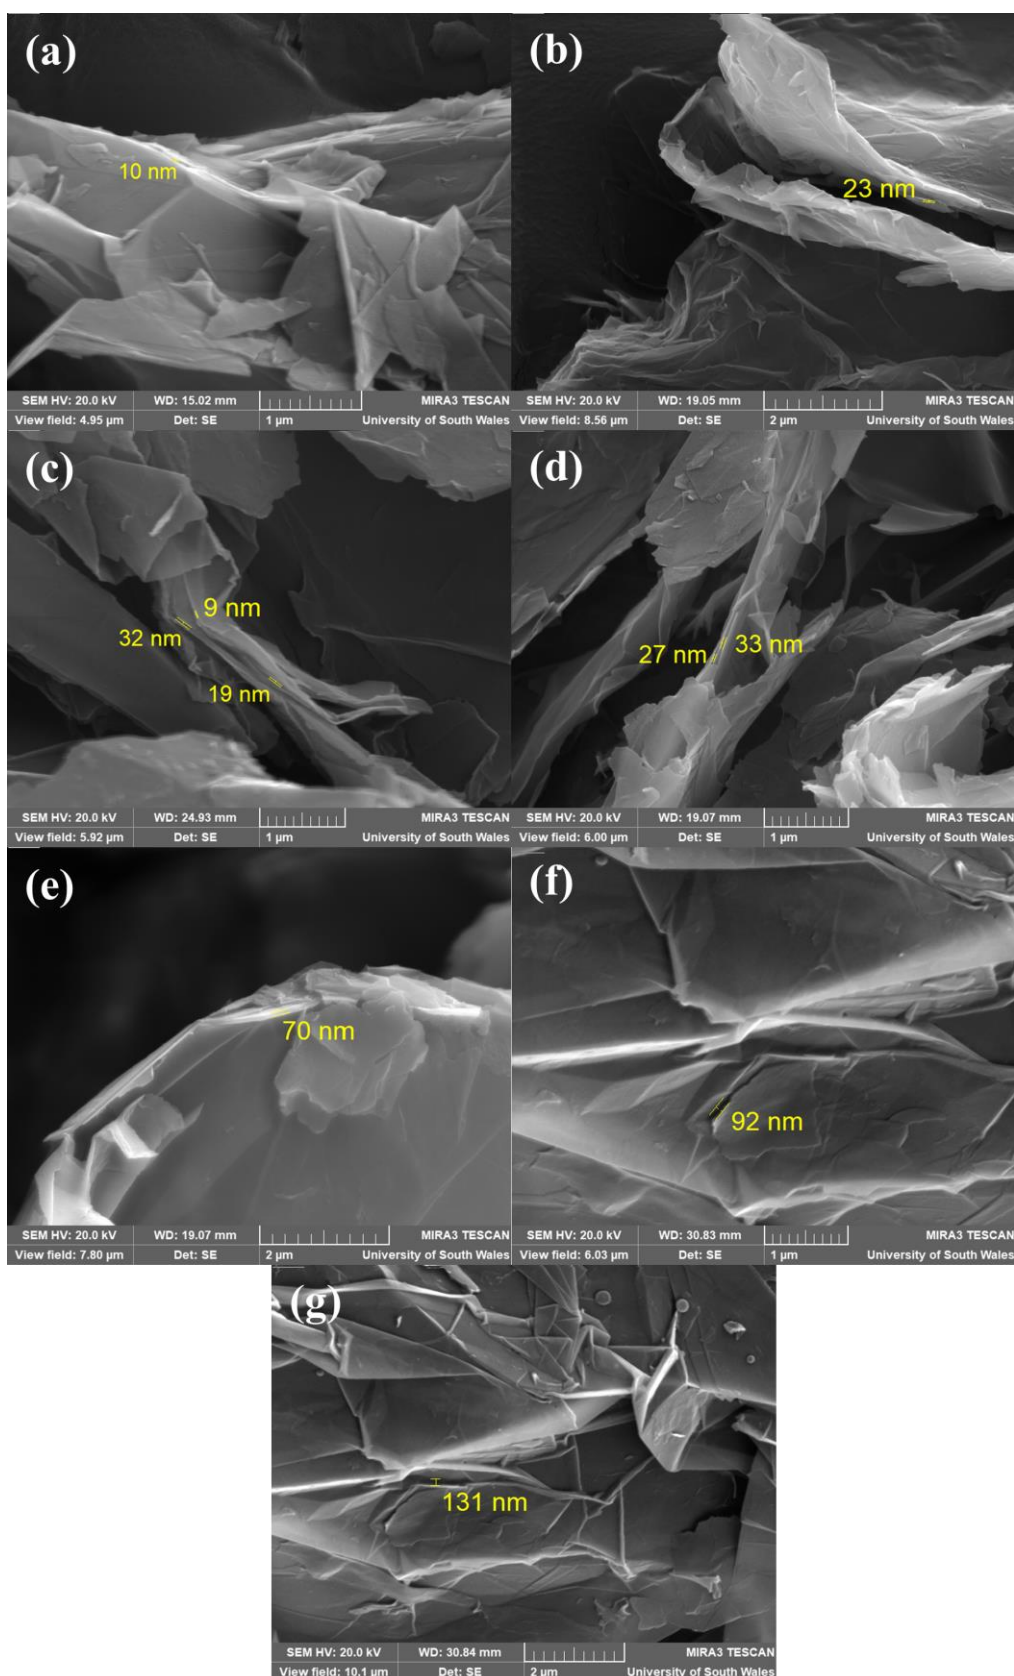 (a)
10 nm
SEM HV: 20.0 kV WD: 15.02 mm MIRA3 TESCAN
View field: 4.95 µm Det: SE 1 µm University of South Wales
(b)
23 nm
SEM HV: 20.0 kV WD: 19.05 mm MIRA3 TESCAN
View field: 8.56 µm Det: SE 2 µm University of South Wales
(c)
9 nm
32 nm
19 nm
SEM HV: 20.0 kV WD: 24.93 mm MIRA3 TESCAN
View field: 5.92 µm Det: SE 1 µm University of South Wales
(d)
33 nm
27 nm
SEM HV: 20.0 kV WD: 19.07 mm MIRA3 TESCAN
View field: 6.00 µm Det: SE 1 µm University of South Wales
(e)
70 nm
SEM HV: 20.0 kV WD: 19.07 mm MIRA3 TESCAN
View field: 7.80 µm Det: SE 2 µm University of South Wales
(f)
92 nm
SEM HV: 20.0 kV WD: 30.83 mm MIRA3 TESCAN
View field: 6.03 µm Det: SE 1 µm University of South Wales
(g)
131 nm
SEM HV: 20.0 kV WD: 30.84 mm MIRA3 TESCAN
View field: 10.1 µm Det: SE 2 µm University of South Wales